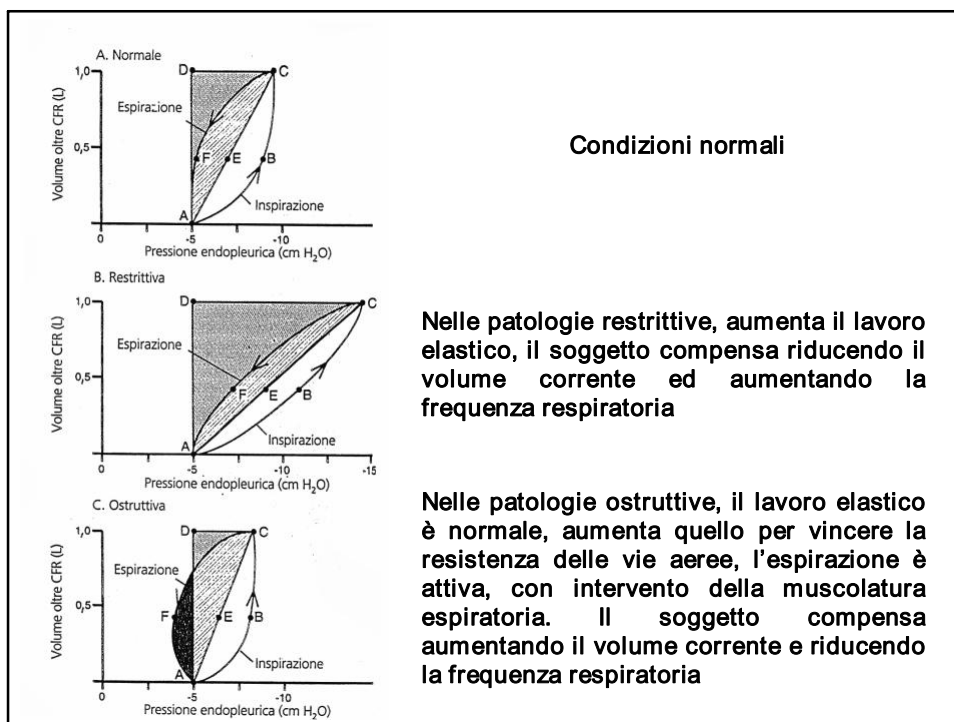 A. Normale
D
C
1,0
Espirazione
0,5
F
E
B
A
Inspirazione
Volume oltre CFR (L)
0
-5
-10
Pressione endopleurica (cm H₂O)
Condizioni normali
B. Restrittiva
D
C
1,0
Espirazione
0,5
F
E
B
A
Inspirazione
Volume oltre CFR (L)
0
-5
-10
-15
Pressione endopleurica (cm H₂O)
Nelle patologie restrittive, aumenta il lavoro
elastico, il soggetto compensa riducendo il
volume corrente ed aumentando la
frequenza respiratoria
C. Ostruttiva
D
C
1,0
Espirazione
0,5
F
E
B
A
Inspirazione
Volume oltre CFR (L)
0
-5
-10
Pressione endopleurica (cm H₂O)
Nelle patologie ostruttive, il lavoro elastico
è normale, aumenta quello per vincere la
resistenza delle vie aeree, l'espirazione è
attiva, con intervento della muscolatura
espiratoria. Il soggetto compensa
aumentando il volume corrente e riducendo
la frequenza respiratoria